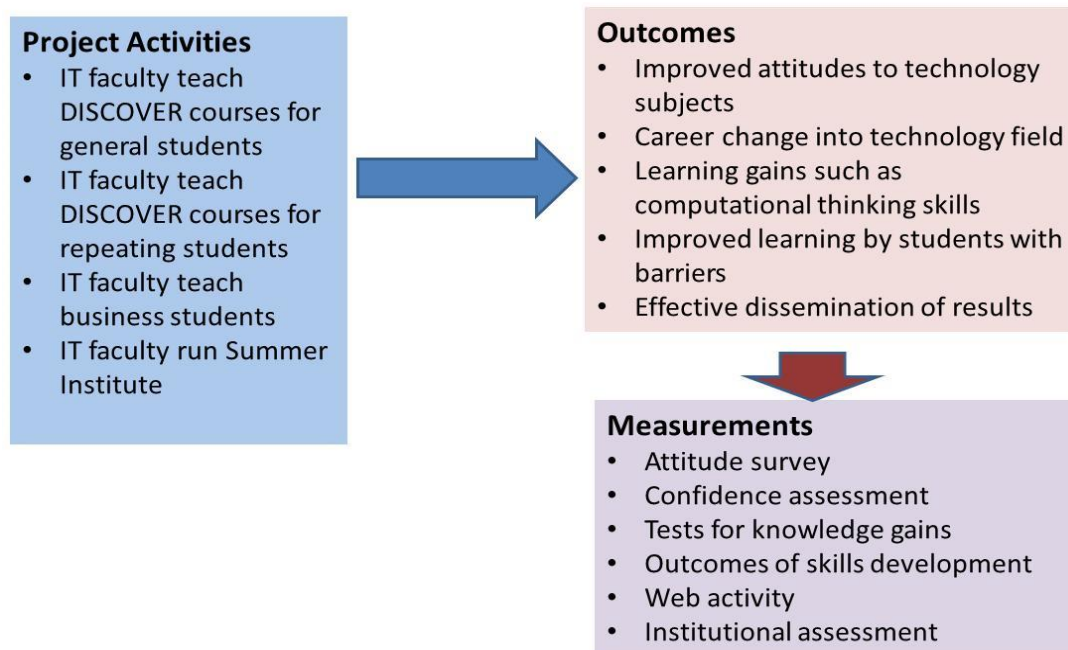 Project Activities
• IT faculty teach
DISCOVER courses for
general students
• IT faculty teach
DISCOVER courses for
repeating students
• IT faculty teach
business students
• IT faculty run Summer
Institute
Outcomes
• Improved attitudes to technology
subjects
• Career change into technology field
• Learning gains such as
computational thinking skills
• Improved learning by students with
barriers
• Effective dissemination of results
Measurements
• Attitude survey
• Confidence assessment
• Tests for knowledge gains
• Outcomes of skills development
• Web activity
• Institutional assessment